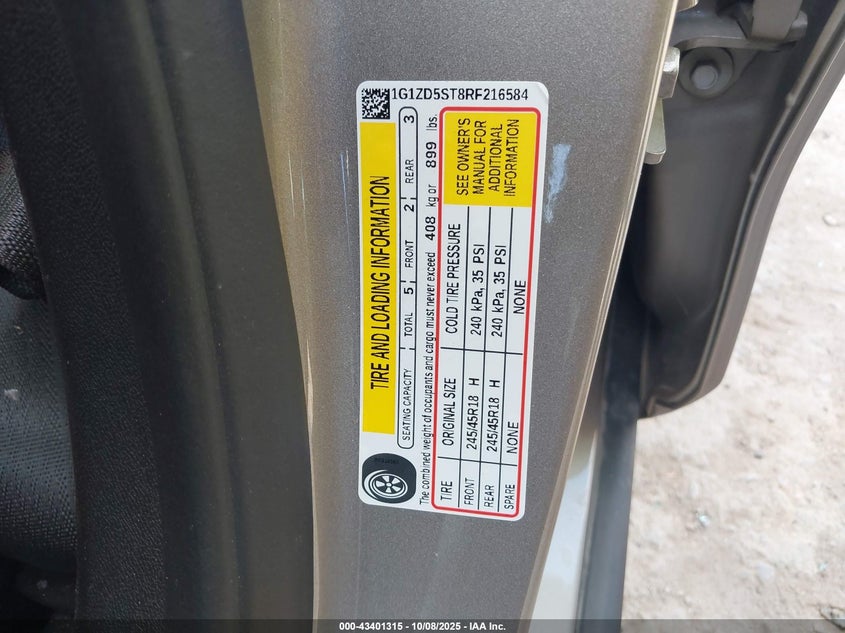 1G1ZD5ST8RF216584
TIRE AND LOADING INFORMATION
SEATING CAPACITY TOTAL 5 FRONT 2 REAR 3
The combined weight of occupants and cargo must never exceed 408 kg or 899 lbs.
TIRE ORIGINAL SIZE COLD TIRE PRESSURE
FRONT 245/45R18 H 240 kPa, 35 PSI
REAR 245/45R18 H 240 kPa, 35 PSI
SPARE NONE NONE
SEE OWNER'S
MANUAL FOR
ADDITIONAL
INFORMATION
000-43401315 - 10/08/2025 - IAA Inc.